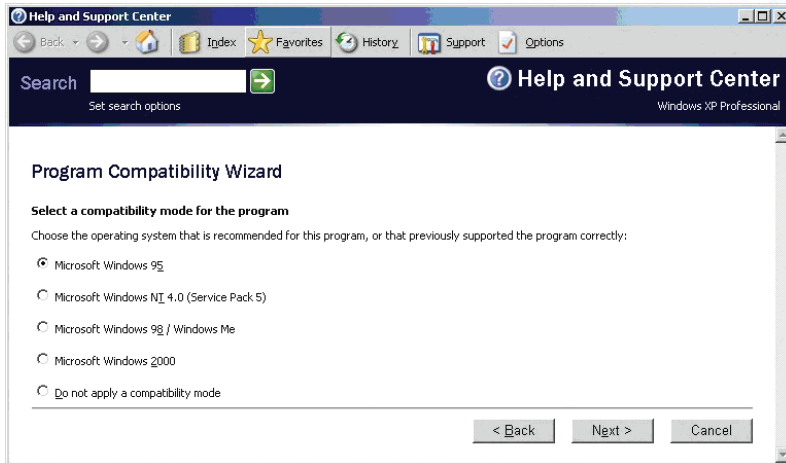 Help and Support Center
Back Index Favorites History Support Options
Search Help and Support Center
Set search options Windows XP Professional
Program Compatibility Wizard
Select a compatibility mode for the program
Choose the operating system that is recommended for this program, or that previously supported the program correctly:
Microsoft Windows 95
Microsoft Windows NT 4.0 (Service Pack 5)
Microsoft Windows 98 / Windows Me
Microsoft Windows 2000
Do not apply a compatibility mode
< Back Next > Cancel